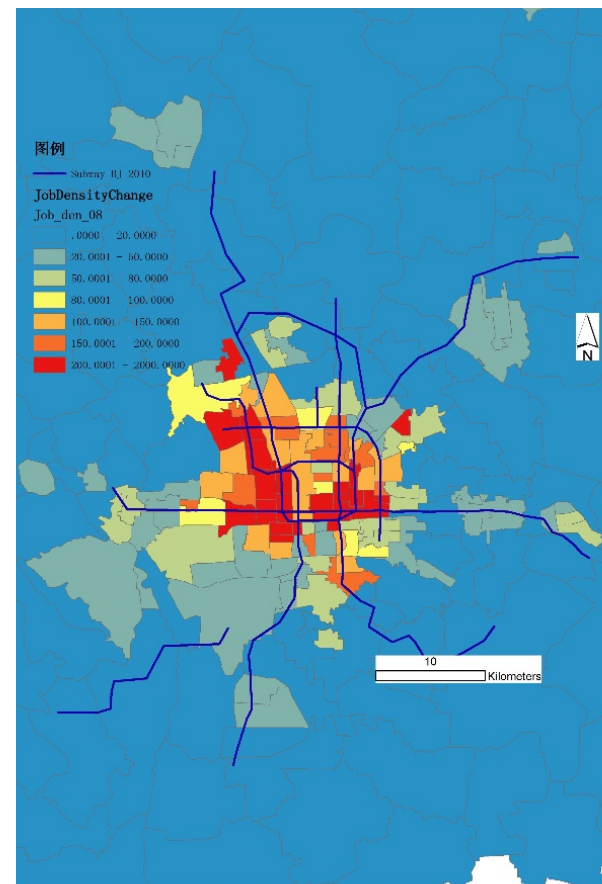 图例
Subway BJ 2010
JobDensityChange
Job_den_08
.0000 20.0000
20.0001 - 50.0000
50.0001 80.0000
80.0001 100.0000
100.0001 150.0000
150.0001 200.0000
200.0001 - 2000.0000
N
10
Kilometers